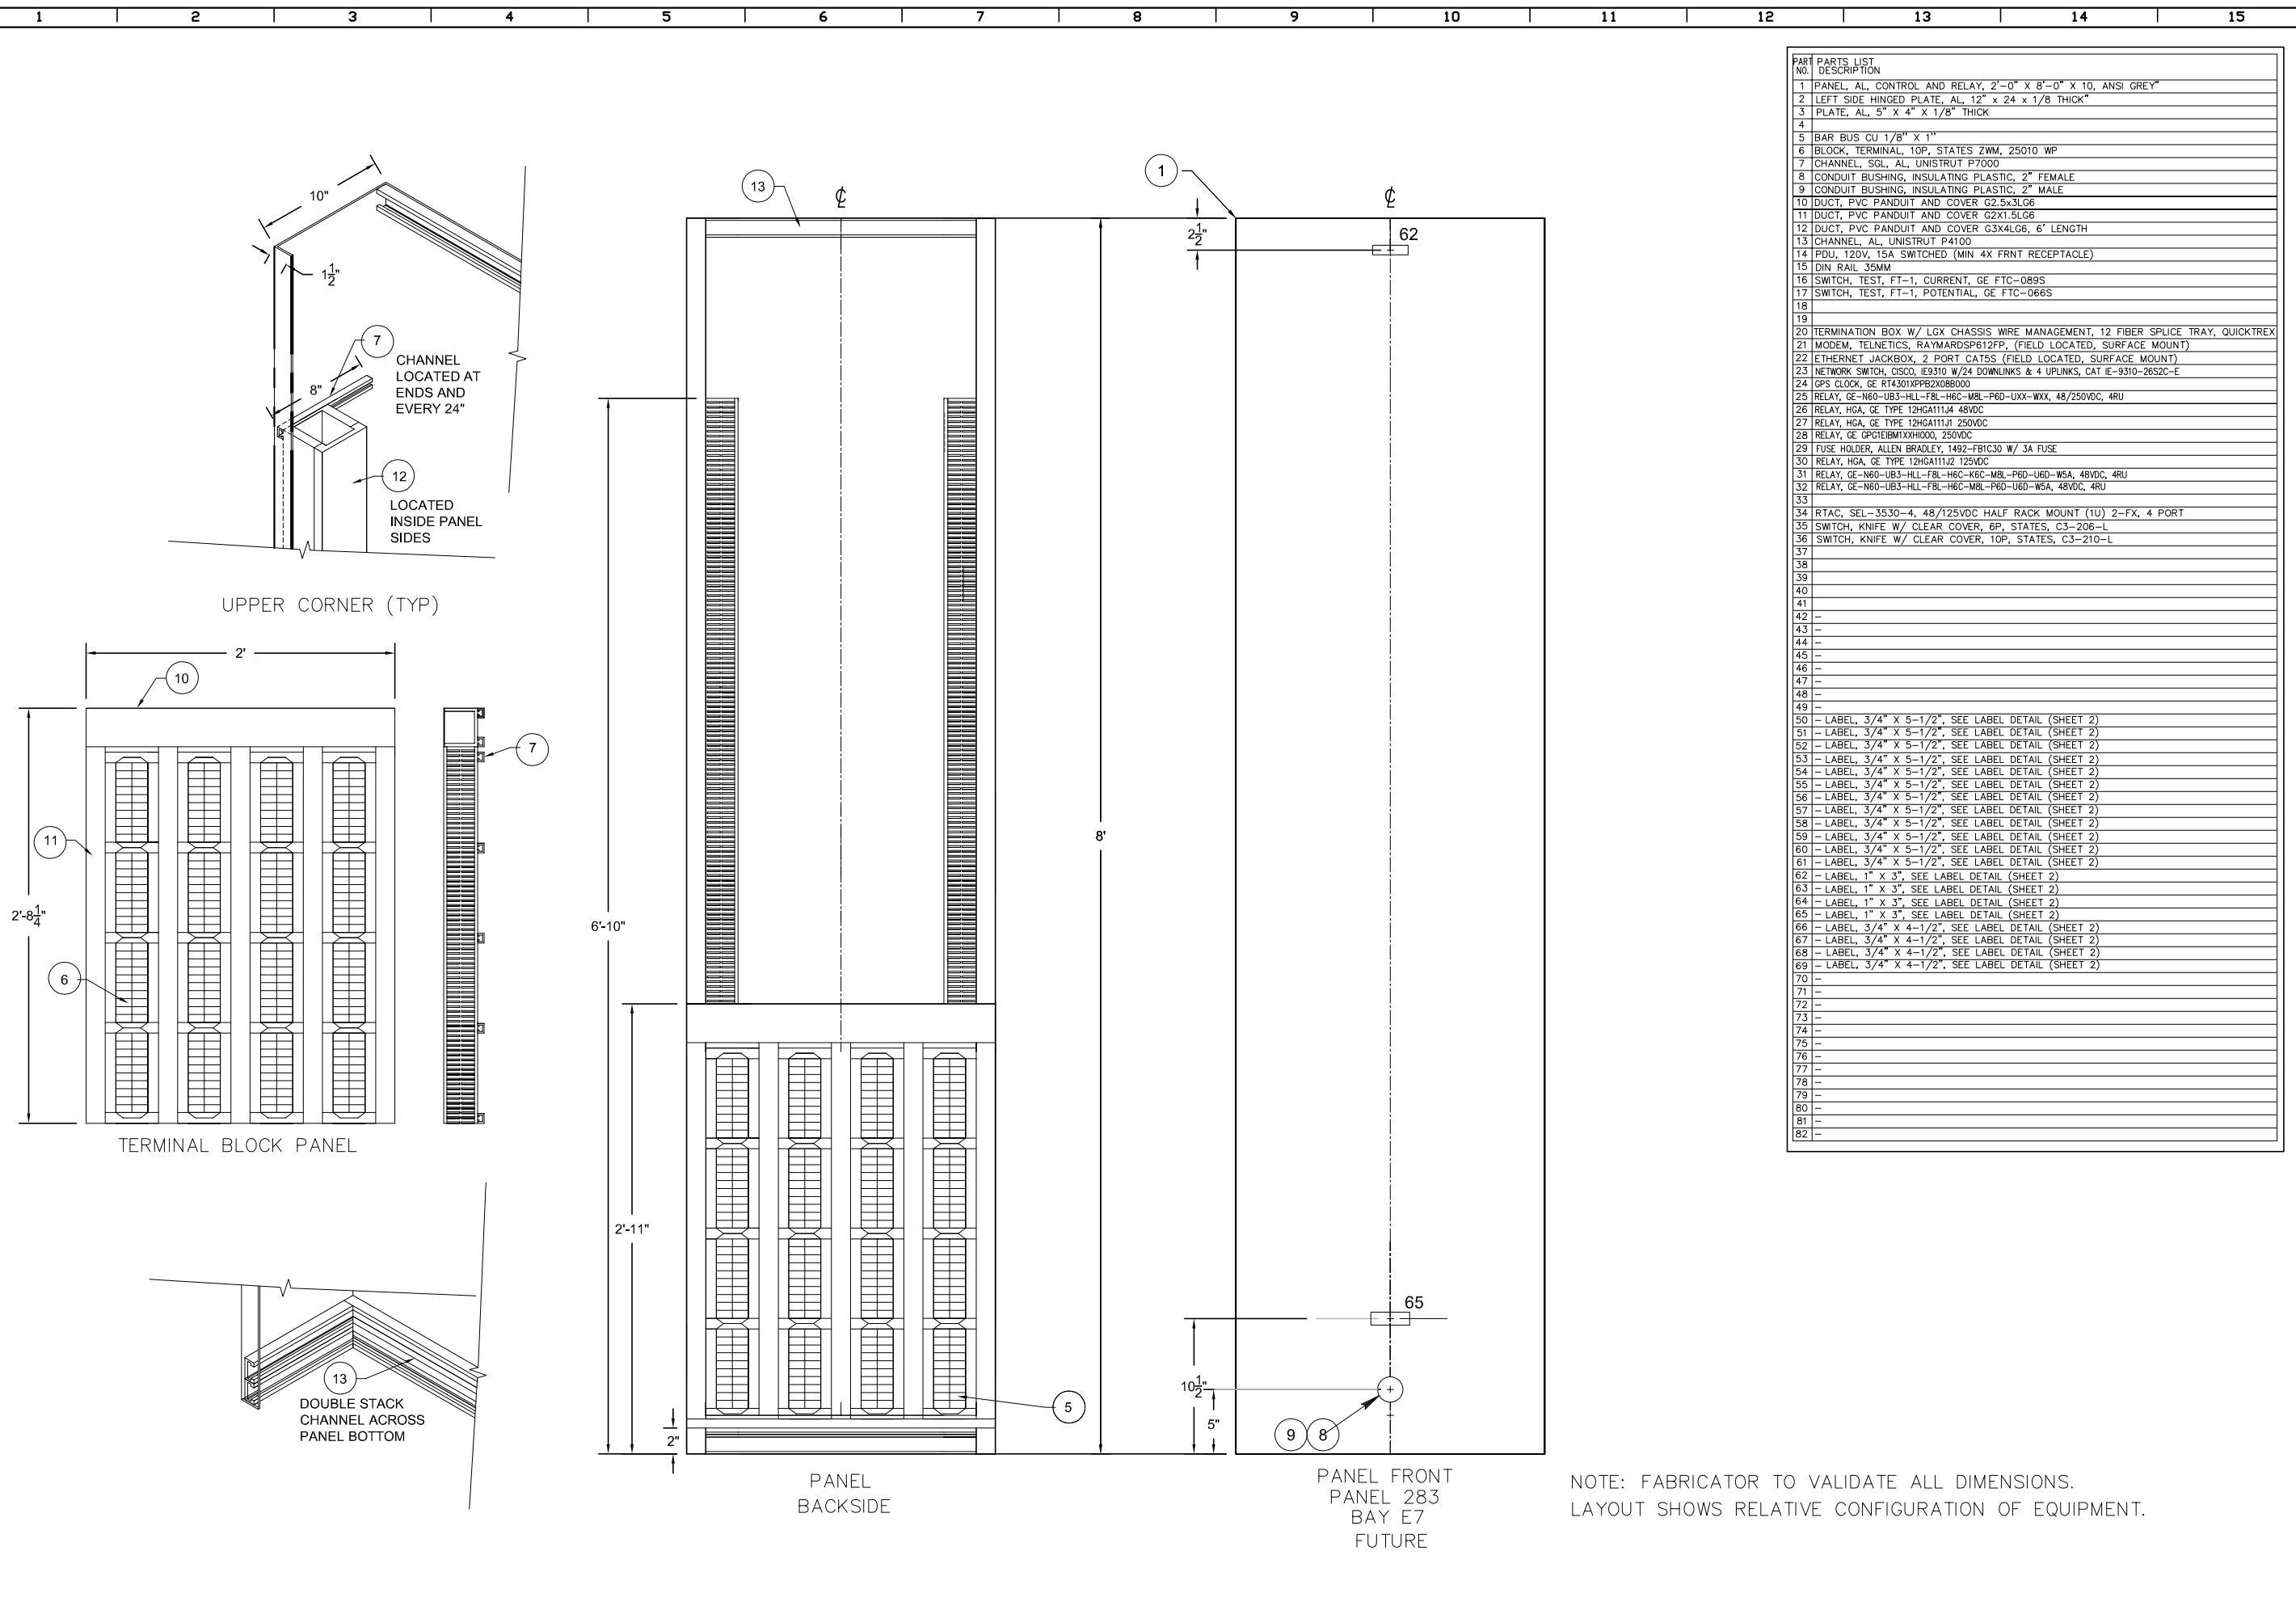 1 2 3 4 5 6 7 8 9 10 11 12 13 14 15
10"
1½"
7
8"
CHANNEL
LOCATED AT
ENDS AND
EVERY 24"
12
LOCATED
INSIDE PANEL
SIDES
UPPER CORNER (TYP)
2'
10
7
11
2'-8¼"
6
TERMINAL BLOCK PANEL
13
DOUBLE STACK
CHANNEL ACROSS
PANEL BOTTOM
13
℄
6'-10"
8'
2'-11"
5
2"
PANEL
BACKSIDE
1
℄
2½"
62
65
10½"
5"
9 8
PANEL FRONT
PANEL 283
BAY E7
FUTURE
NOTE: FABRICATOR TO VALIDATE ALL DIMENSIONS.
LAYOUT SHOWS RELATIVE CONFIGURATION OF EQUIPMENT.
PART PARTS LIST
NO. DESCRIPTION
1 PANEL, AL, CONTROL AND RELAY, 2'-0" X 8'-0" X 10, ANSI GREY"
2 LEFT SIDE HINGED PLATE, AL, 12" x 24 x 1/8 THICK"
3 PLATE, AL, 5" X 4" X 1/8" THICK
4
5 BAR BUS CU 1/8" X 1"
6 BLOCK, TERMINAL, 10P, STATES ZWM, 25010 WP
7 CHANNEL, SGL, AL, UNISTRUT P7000
8 CONDUIT BUSHING, INSULATING PLASTIC, 2" FEMALE
9 CONDUIT BUSHING, INSULATING PLASTIC, 2" MALE
10 DUCT, PVC PANDUIT AND COVER G2.5x3LG6
11 DUCT, PVC PANDUIT AND COVER G2X1.5LG6
12 DUCT, PVC PANDUIT AND COVER G3X4LG6, 6' LENGTH
13 CHANNEL, AL, UNISTRUT P4100
14 PDU, 120V, 15A SWITCHED (MIN 4X FRNT RECEPTACLE)
15 DIN RAIL 35MM
16 SWITCH, TEST, FT-1, CURRENT, GE FTC-089S
17 SWITCH, TEST, FT-1, POTENTIAL, GE FTC-066S
18
19
20 TERMINATION BOX W/ LGX CHASSIS WIRE MANAGEMENT, 12 FIBER SPLICE TRAY, QUICKTREX
21 MODEM, TELNETICS, RAYMARDSP612FP, (FIELD LOCATED, SURFACE MOUNT)
22 ETHERNET JACKBOX, 2 PORT CAT5S (FIELD LOCATED, SURFACE MOUNT)
23 NETWORK SWITCH, CISCO, IE9310 W/24 DOWNLINKS & 4 UPLINKS, CAT IE-9310-26S2C-E
24 GPS CLOCK, GE RT4301XPPB2X08B000
25 RELAY, GE-N60-UB3-HLL-F8L-H6C-M8L-P6D-UXX-WXX, 48/250VDC, 4RU
26 RELAY, HGA, GE TYPE 12HGA111J4 48VDC
27 RELAY, HGA, GE TYPE 12HGA111J1 250VDC
28 RELAY, GE GPG1EIBM1XXHI000, 250VDC
29 FUSE HOLDER, ALLEN BRADLEY, 1492-FB1C30 W/ 3A FUSE
30 RELAY, HGA, GE TYPE 12HGA111J2 125VDC
31 RELAY, GE-N60-UB3-HLL-F8L-H6C-K6C-M8L-P6D-U6D-W5A, 48VDC, 4RU
32 RELAY, GE-N60-UB3-HLL-F8L-H6C-M8L-P6D-U6D-W5A, 48VDC, 4RU
33
34 RTAC, SEL-3530-4, 48/125VDC HALF RACK MOUNT (1U) 2-FX, 4 PORT
35 SWITCH, KNIFE W/ CLEAR COVER, 6P, STATES, C3-206-L
36 SWITCH, KNIFE W/ CLEAR COVER, 10P, STATES, C3-210-L
37
38
39
40
41
42 -
43 -
44 -
45 -
46 -
47 -
48 -
49 -
50 - LABEL, 3/4" X 5-1/2", SEE LABEL DETAIL (SHEET 2)
51 - LABEL, 3/4" X 5-1/2", SEE LABEL DETAIL (SHEET 2)
52 - LABEL, 3/4" X 5-1/2", SEE LABEL DETAIL (SHEET 2)
53 - LABEL, 3/4" X 5-1/2", SEE LABEL DETAIL (SHEET 2)
54 - LABEL, 3/4" X 5-1/2", SEE LABEL DETAIL (SHEET 2)
55 - LABEL, 3/4" X 5-1/2", SEE LABEL DETAIL (SHEET 2)
56 - LABEL, 3/4" X 5-1/2", SEE LABEL DETAIL (SHEET 2)
57 - LABEL, 3/4" X 5-1/2", SEE LABEL DETAIL (SHEET 2)
58 - LABEL, 3/4" X 5-1/2", SEE LABEL DETAIL (SHEET 2)
59 - LABEL, 3/4" X 5-1/2", SEE LABEL DETAIL (SHEET 2)
60 - LABEL, 3/4" X 5-1/2", SEE LABEL DETAIL (SHEET 2)
61 - LABEL, 3/4" X 5-1/2", SEE LABEL DETAIL (SHEET 2)
62 - LABEL, 1" X 3", SEE LABEL DETAIL (SHEET 2)
63 - LABEL, 1" X 3", SEE LABEL DETAIL (SHEET 2)
64 - LABEL, 1" X 3", SEE LABEL DETAIL (SHEET 2)
65 - LABEL, 1" X 3", SEE LABEL DETAIL (SHEET 2)
66 - LABEL, 3/4" X 4-1/2", SEE LABEL DETAIL (SHEET 2)
67 - LABEL, 3/4" X 4-1/2", SEE LABEL DETAIL (SHEET 2)
68 - LABEL, 3/4" X 4-1/2", SEE LABEL DETAIL (SHEET 2)
69 - LABEL, 3/4" X 4-1/2", SEE LABEL DETAIL (SHEET 2)
70 -
71 -
72 -
73 -
74 -
75 -
76 -
77 -
78 -
79 -
80 -
81 -
82 -